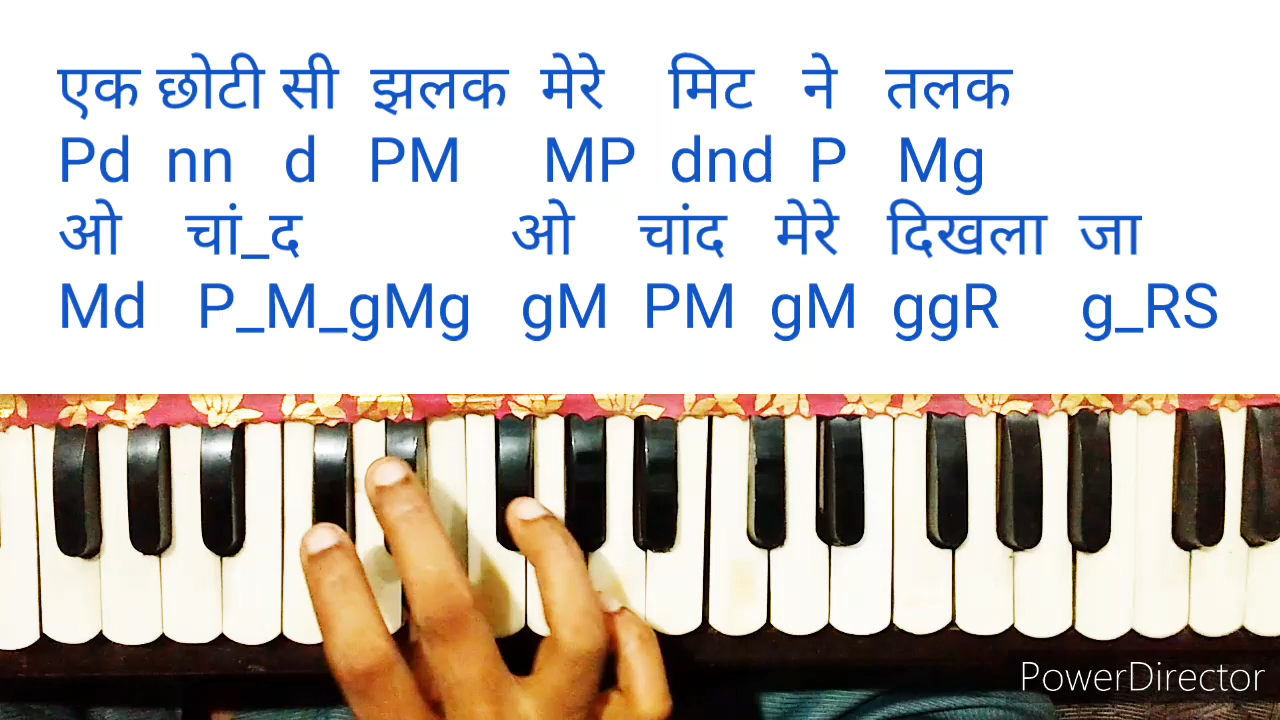 एक छोटी सी झलक मेरे मिट ने तलक
Pd nn d PM MP dnd P Mg
ओ चां_द ओ चांद मेरे दिखला जा
Md P_M_gMg gM PM gM ggR g_RS
PowerDirector